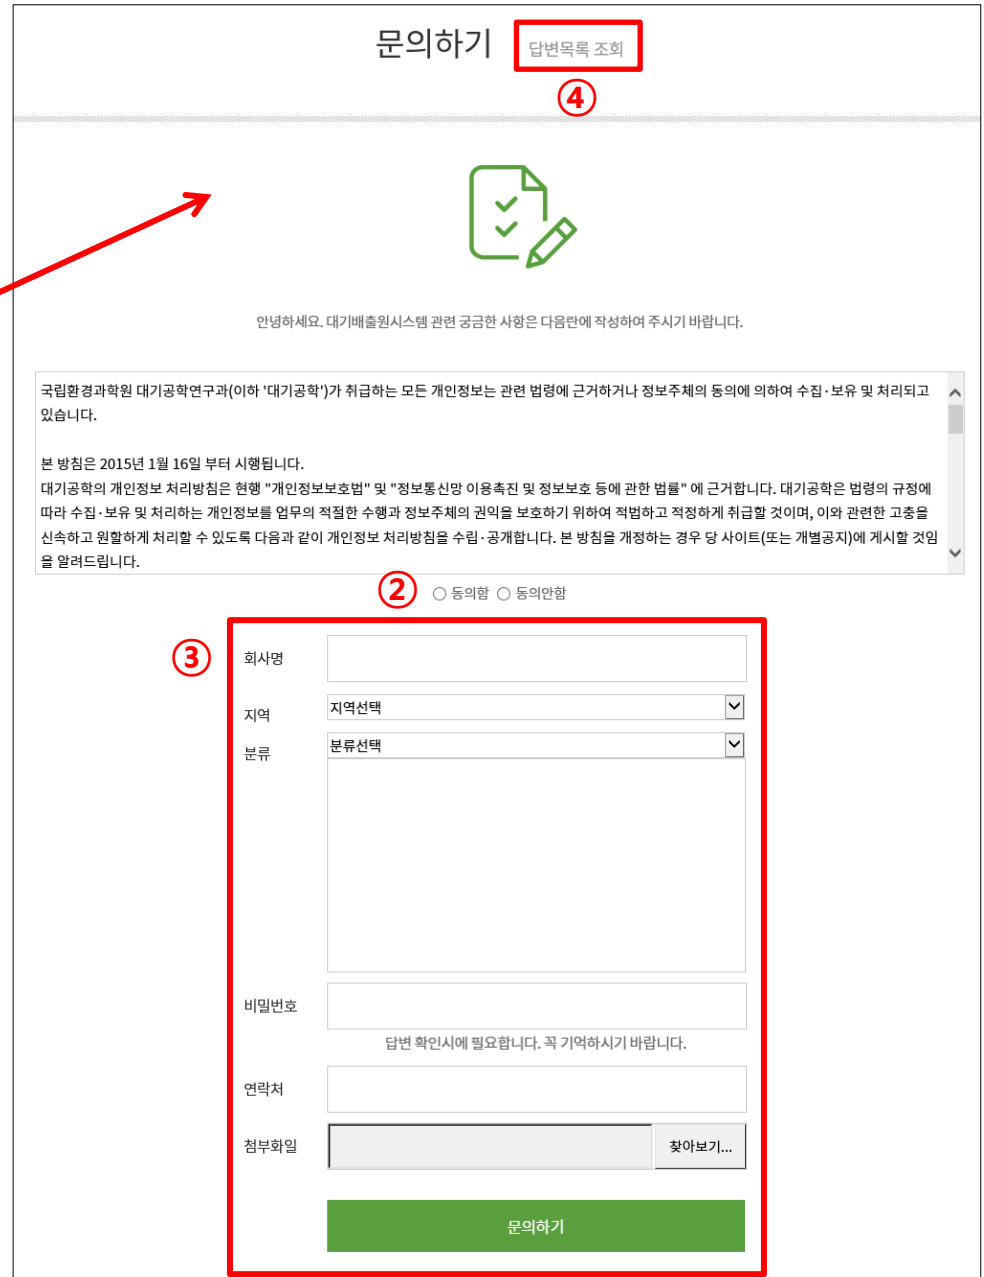 문의하기 답변목록 조회
④
안녕하세요. 대기배출원시스템 관련 궁금한 사항은 다음란에 작성하여 주시기 바랍니다.
국립환경과학원 대기공학연구과(이하 '대기공학')가 취급하는 모든 개인정보는 관련 법령에 근거하거나 정보주체의 동의에 의하여 수집·보유 및 처리되고
있습니다.
본 방침은 2015년 1월 16일 부터 시행됩니다.
대기공학의 개인정보 처리방침은 현행 "개인정보보호법" 및 "정보통신망 이용촉진 및 정보보호 등에 관한 법률" 에 근거합니다. 대기공학은 법령의 규정에
따라 수집·보유 및 처리하는 개인정보를 업무의 적절한 수행과 정보주체의 권익을 보호하기 위하여 적법하고 적정하게 취급할 것이며, 이와 관련한 고충을
신속하고 원할하게 처리할 수 있도록 다음과 같이 개인정보 처리방침을 수립·공개합니다. 본 방침을 개정하는 경우 당 사이트(또는 개별공지)에 게시할 것임
을 알려드립니다.
② 동의함 동의안함
③ 회사명
지역 지역선택
분류 분류선택
비밀번호
답변 확인시에 필요합니다. 꼭 기억하시기 바랍니다.
연락처
첨부화일 찾아보기...
문의하기